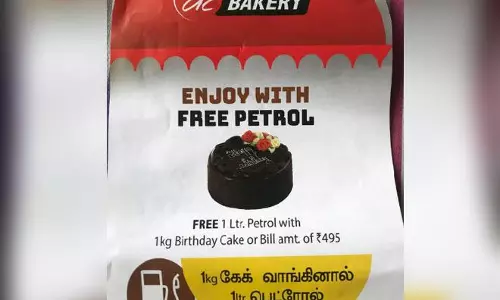 BAKERY
ENJOY WITH
FREE PETROL
FREE 1 Ltr. Petrol with
1kg Birthday Cake or Bill amt. of ₹495
1kg கேக் வாங்கினால்
1ltr பெட்ரோல்